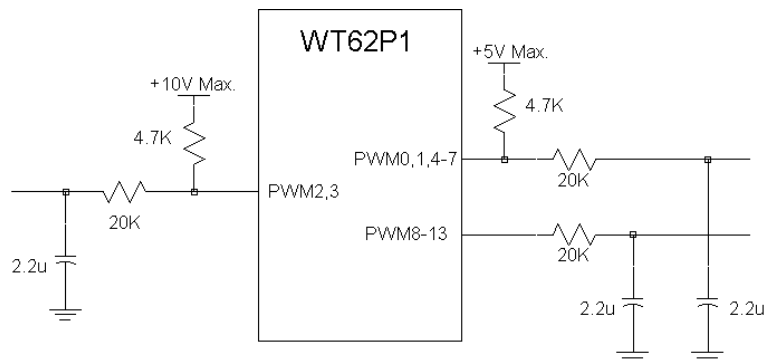 WT62P1
+10V Max.
+5V Max.
4.7K
4.7K
PWM0,1,4-7
20K
PWM2,3
20K
PWM8-13
20K
2.2u
2.2u
2.2u